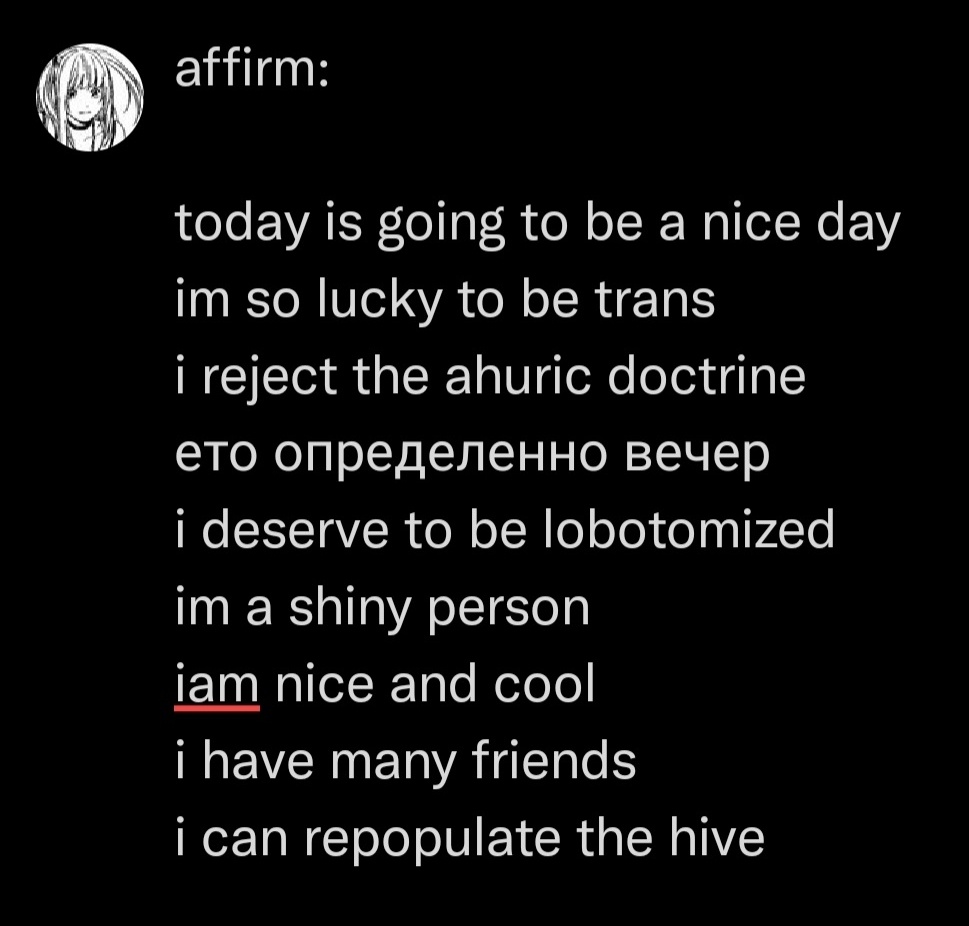 affirm:
today is going to be a nice day
im so lucky to be trans
i reject the ahuric doctrine
ето определенно вечер
i deserve to be lobotomized
im a shiny person
iam nice and cool
i have many friends
i can repopulate the hive